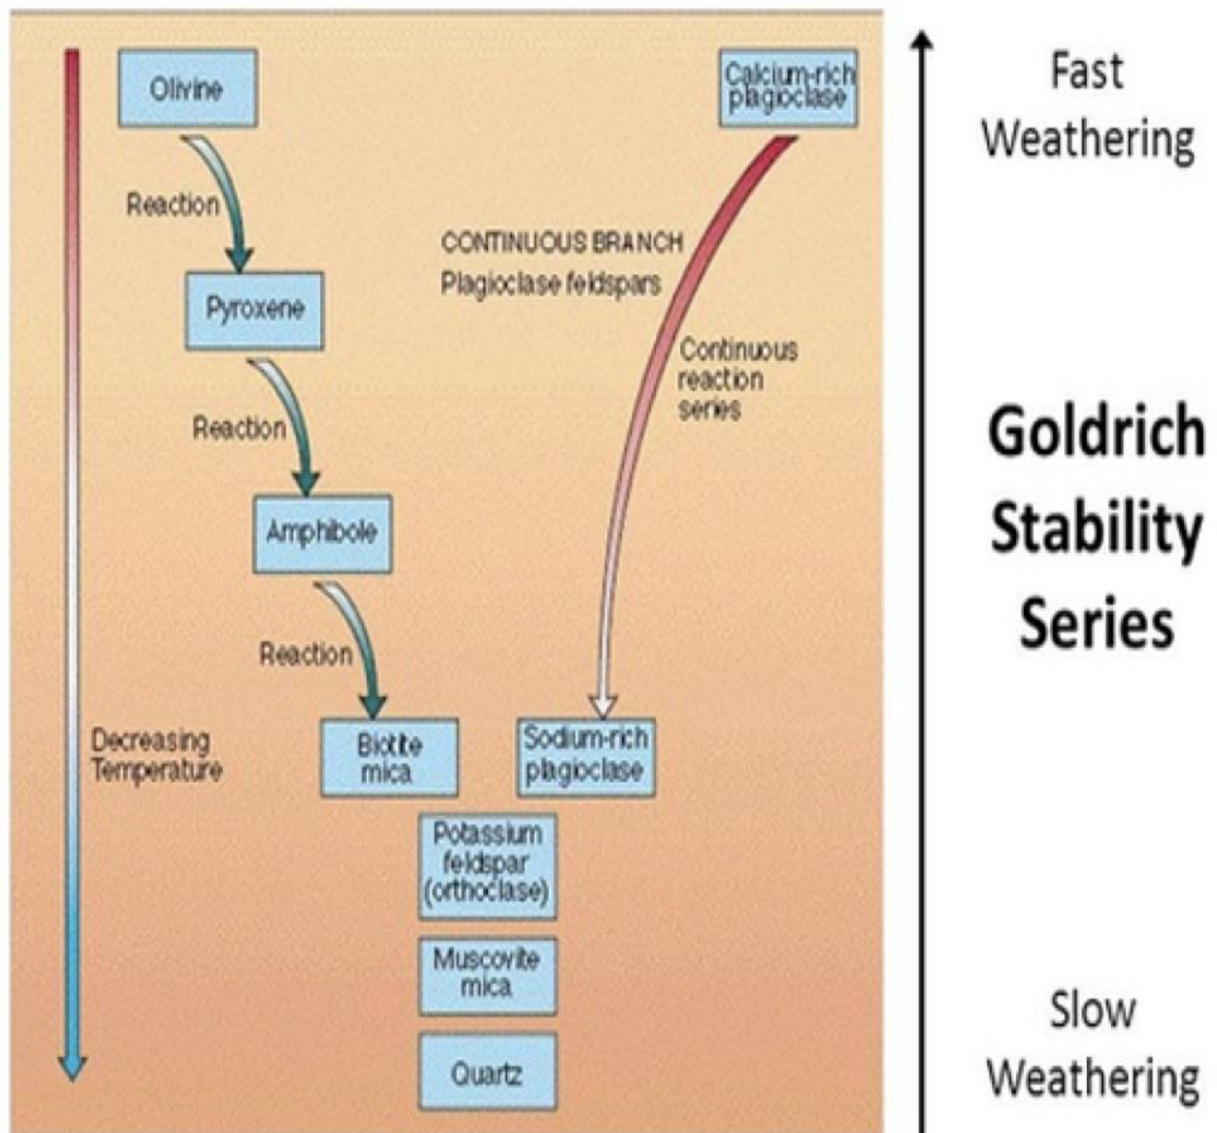 Olivine
Calcium-rich
plagioclase
Fast
Weathering
Reaction
CONTINUOUS BRANCH
Plagioclase feldspars
Pyroxene
Continuous
reaction
series
Reaction
Goldrich
Stability
Series
Amphibole
Reaction
Decreasing
Temperature
Biotite
mica
Sodium-rich
plagioclase
Potassium
feldspar
(orthoclase)
Muscovite
mica
Quartz
Slow
Weathering